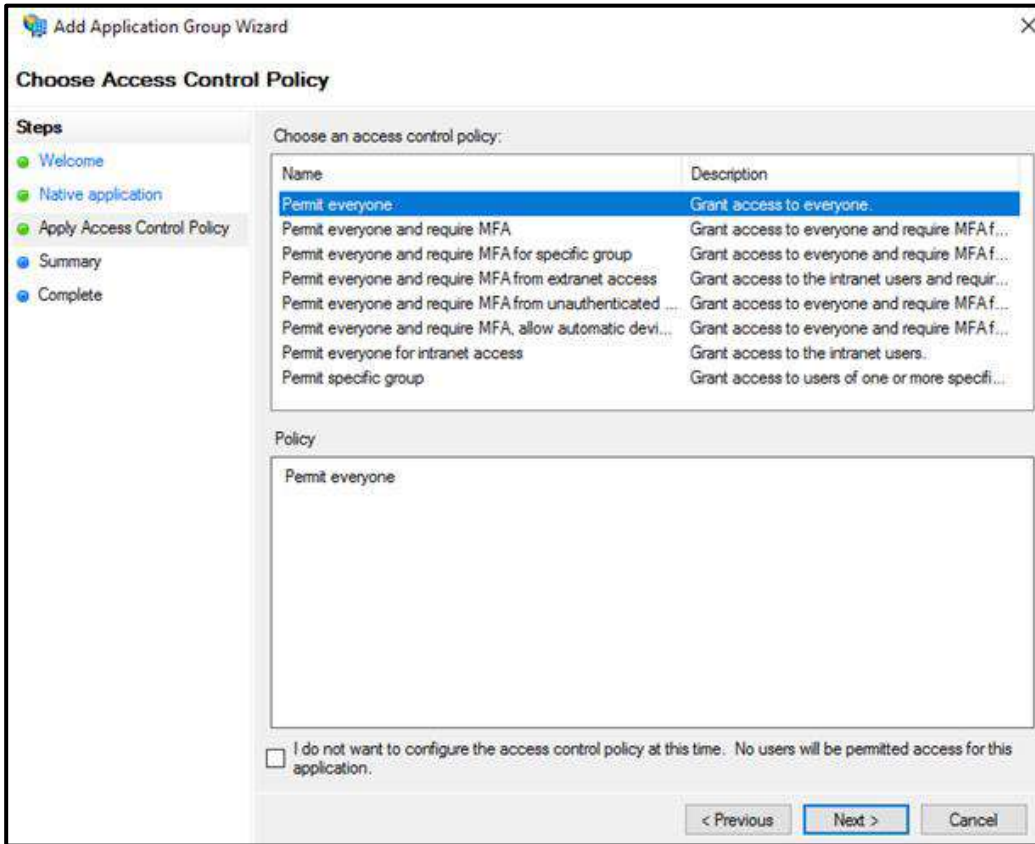 Add Application Group Wizard
Choose Access Control Policy
Steps
Welcome
Native application
Apply Access Control Policy
Summary
Complete
Choose an access control policy:
Name Description
Permit everyone Grant access to everyone.
Permit everyone and require MFA Grant access to everyone and require MFA f...
Permit everyone and require MFA for specific group Grant access to everyone and require MFA f...
Permit everyone and require MFA from extranet access Grant access to the intranet users and requir...
Permit everyone and require MFA from unauthenticated ... Grant access to everyone and require MFA f...
Permit everyone and require MFA, allow automatic devi... Grant access to everyone and require MFA f...
Permit everyone for intranet access Grant access to the intranet users.
Permit specific group Grant access to users of one or more specifi...
Policy
Permit everyone
I do not want to configure the access control policy at this time. No users will be permitted access for this
application.
< Previous Next > Cancel